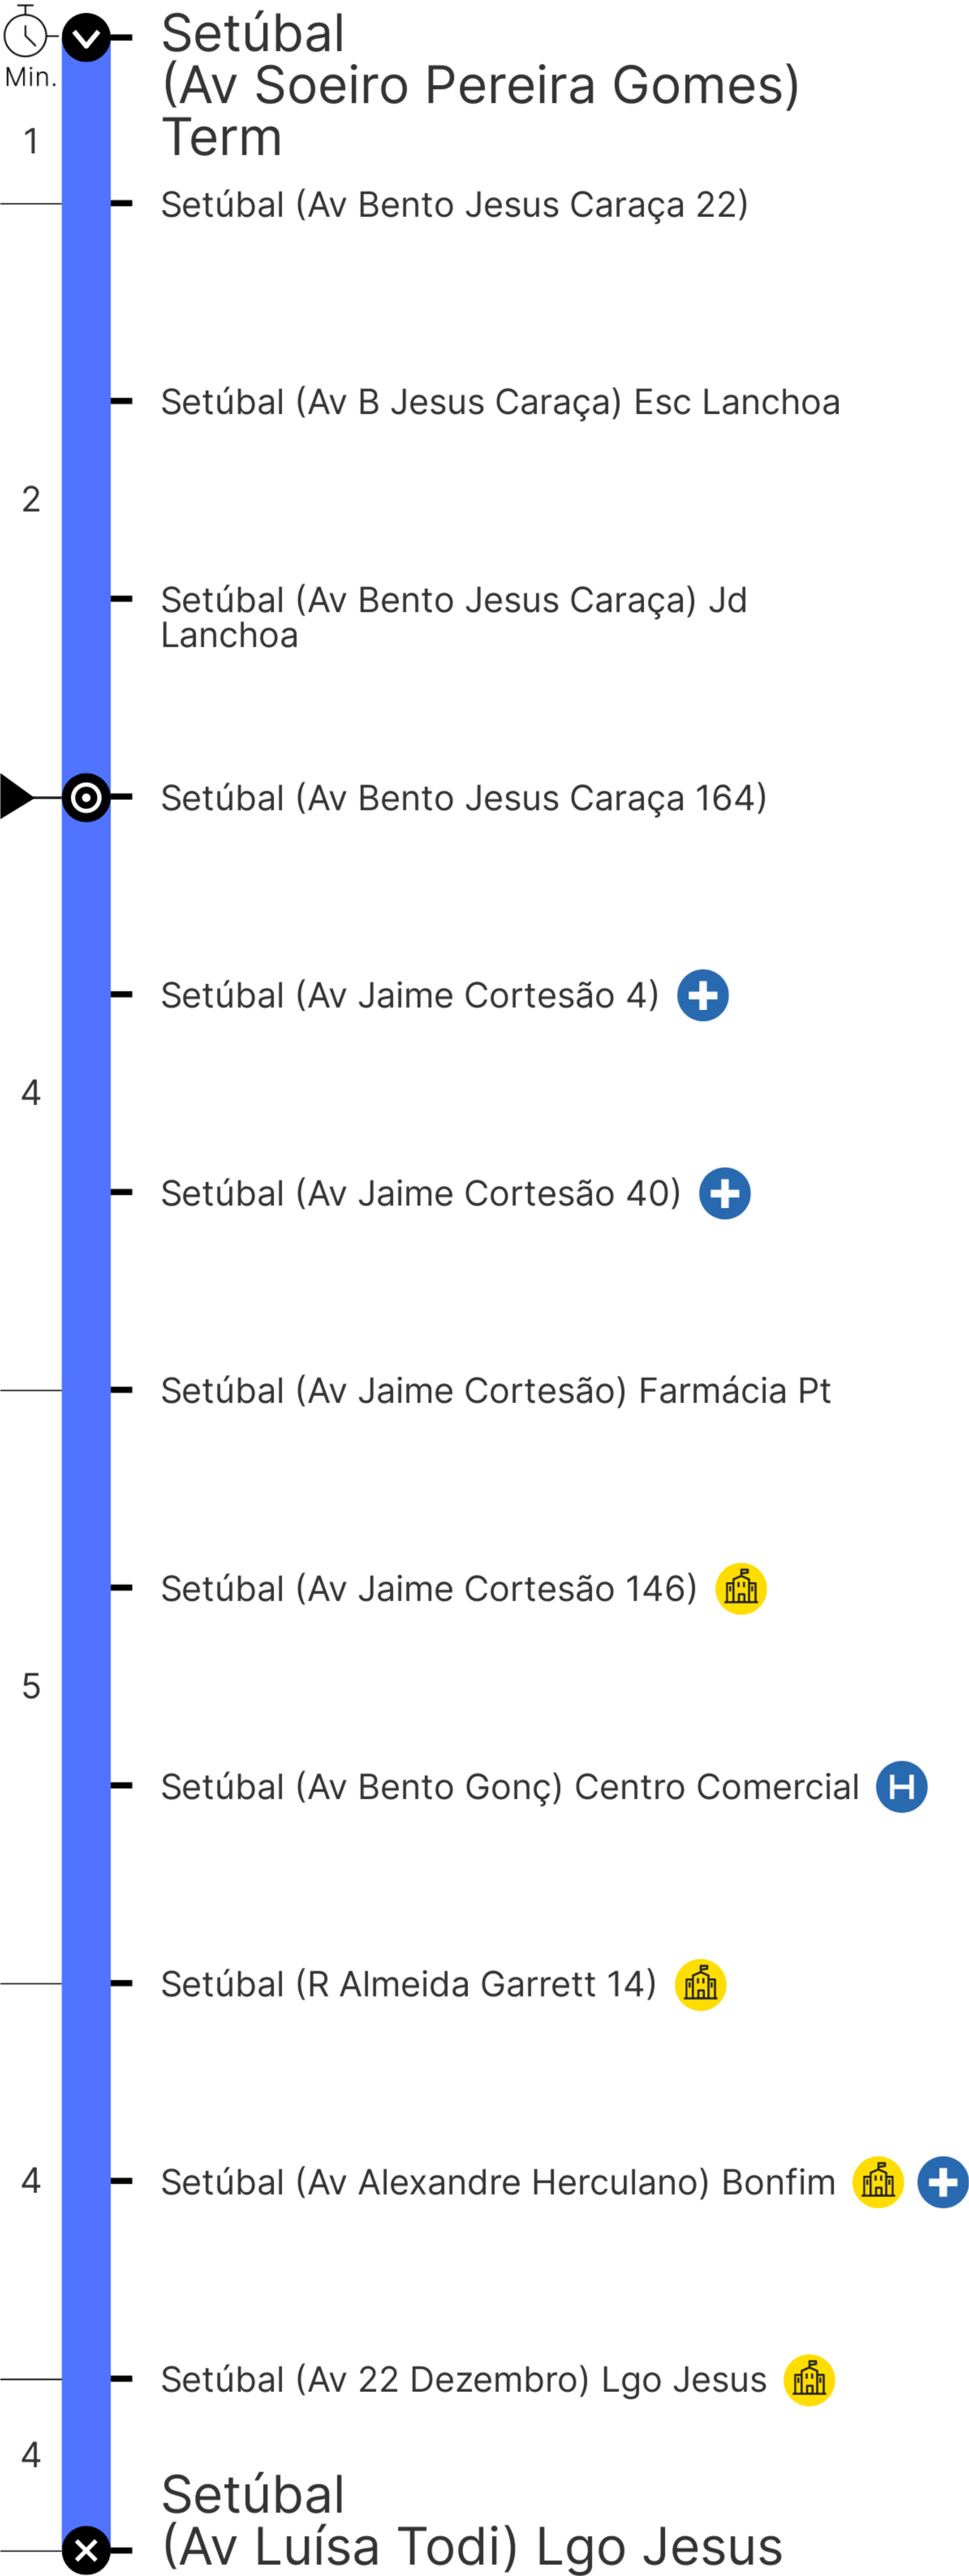 Setúbal
(Av Soeiro Pereira Gomes)
Term
Min.
1
Setúbal (Av Bento Jesus Caraça 22)
Setúbal (Av B Jesus Caraça) Esc Lanchoa
2
Setúbal (Av Bento Jesus Caraça) Jd
Lanchoa
Setúbal (Av Bento Jesus Caraça 164)
Setúbal (Av Jaime Cortesão 4)
4
Setúbal (Av Jaime Cortesão 40)
Setúbal (Av Jaime Cortesão) Farmácia Pt
Setúbal (Av Jaime Cortesão 146)
5
Setúbal (Av Bento Gonç) Centro Comercial H
Setúbal (R Almeida Garrett 14)
4
Setúbal (Av Alexandre Herculano) Bonfim
Setúbal (Av 22 Dezembro) Lgo Jesus
4
Setúbal
(Av Luísa Todi) Lgo Jesus